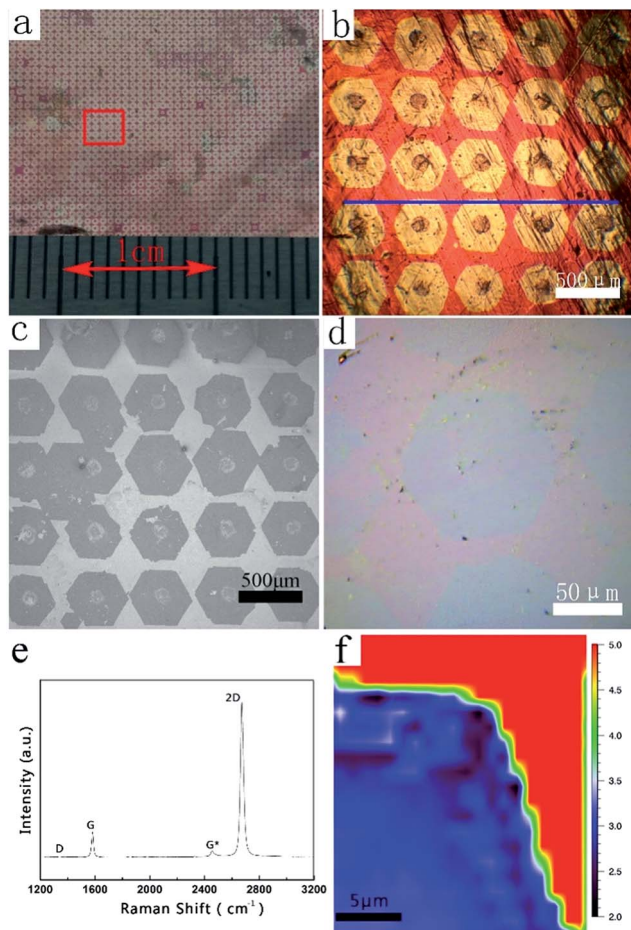 a
1cm
b
500μm
c
500μm
d
50μm
e
Intensity (a.u.)
2D
G
D
G*
1200 1600 2000 2400 2800 3200
Raman Shift (cm⁻¹)
f
5μm
5.0
4.5
4.0
3.5
3.0
2.5
2.0